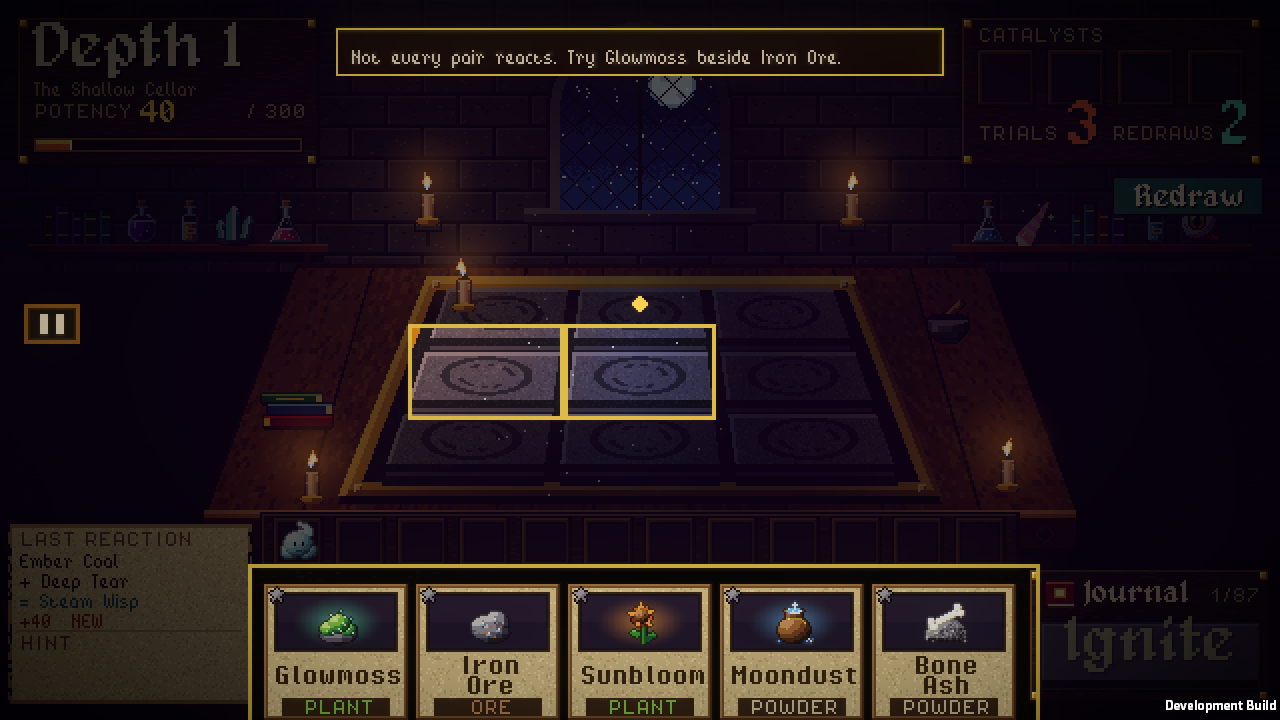 Depth 1
The Shallow Cellar
POTENCY 40 / 300
Not every pair reacts. Try Glowmoss beside Iron Ore.
CATALYSTS
TRIALS 3 REDRAWS 2
Redraw
LAST REACTION
Ember Coal
+ Deep Tear
= Steam Wisp
+40 NEW
HINT
Glowmoss
PLANT
Iron
Ore
ORE
Sunbloom
PLANT
Moondust
POWDER
Bone
Ash
POWDER
Journal 1/87
Ignite
Development Build